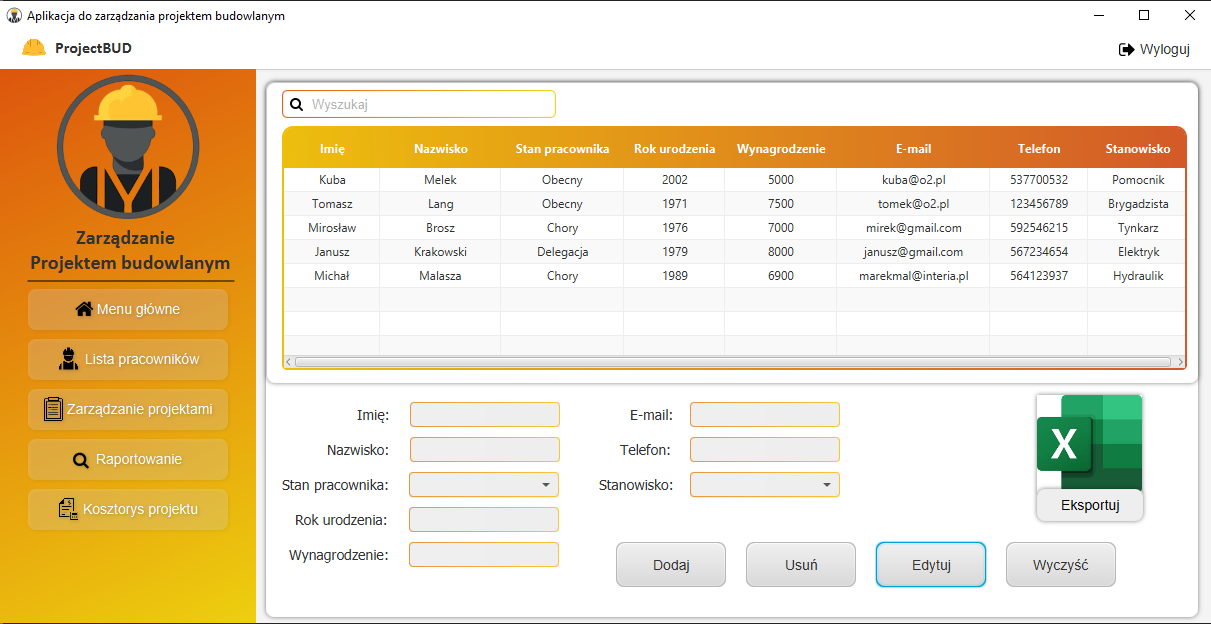 Aplikacja do zarządzania projektem budowlanym
ProjectBUD
Wyloguj
Zarządzanie
Projektem budowlanym
Menu główne
Lista pracowników
Zarządzanie projektami
Raportowanie
Kosztorys projektu
Wyszukaj
Imię Nazwisko Stan pracownika Rok urodzenia Wynagrodzenie E-mail Telefon Stanowisko
Kuba Melek Obecny 2002 5000 kuba@o2.pl 537700532 Pomocnik
Tomasz Lang Obecny 1971 7500 tomek@o2.pl 123456789 Brygadzista
Mirosław Brosz Chory 1976 7000 mirek@gmail.com 592546215 Tynkarz
Janusz Krakowski Delegacja 1979 8000 janusz@gmail.com 567234654 Elektryk
Michał Malasza Chory 1989 6900 marekmal@interia.pl 564123937 Hydraulik
Imię: E-mail:
Nazwisko: Telefon:
Stan pracownika: Stanowisko:
Rok urodzenia:
Wynagrodzenie:
X
Eksportuj
Dodaj Usuń Edytuj Wyczyść